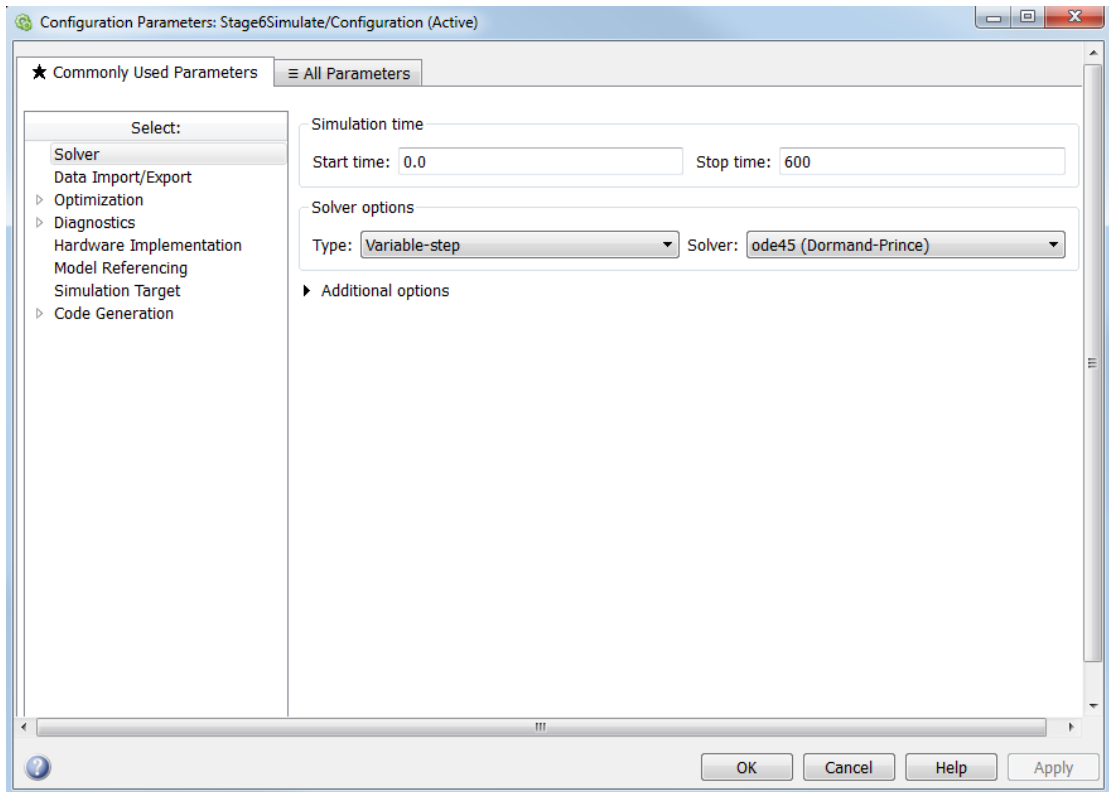 Configuration Parameters: Stage6Simulate/Configuration (Active)
★ Commonly Used Parameters
≡ All Parameters
Select:
Solver
Data Import/Export
Optimization
Diagnostics
Hardware Implementation
Model Referencing
Simulation Target
Code Generation
Simulation time
Start time: 0.0 Stop time: 600
Solver options
Type: Variable-step Solver: ode45 (Dormand-Prince)
Additional options
OK Cancel Help Apply